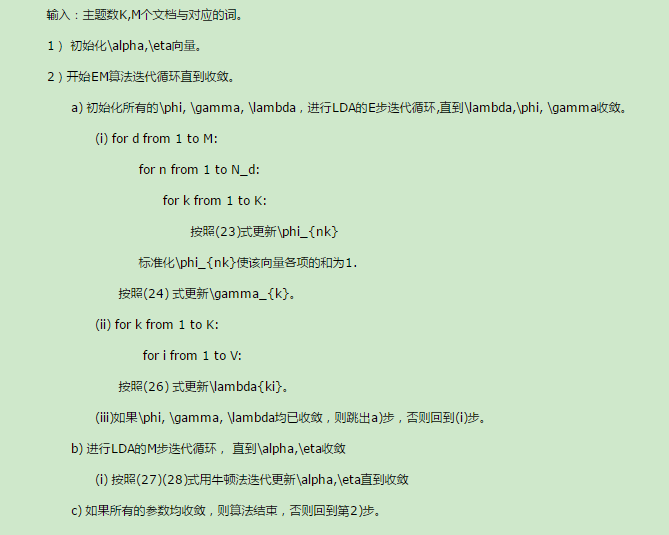 输入：主题数K,M个文档与对应的词。
1） 初始化\alpha,\eta向量。
2）开始EM算法迭代循环直到收敛。
a) 初始化所有的\phi, \gamma, \lambda，进行LDA的E步迭代循环,直到\lambda,\phi, \gamma收敛。
(i) for d from 1 to M:
for n from 1 to N_d:
for k from 1 to K:
按照(23)式更新\phi_{nk}
标准化\phi_{nk}使该向量各项的和为1.
按照(24) 式更新\gamma_{k}。
(ii) for k from 1 to K:
for i from 1 to V:
按照(26) 式更新\lambda{ki}。
(iii)如果\phi, \gamma, \lambda均已收敛，则跳出a)步，否则回到(i)步。
b) 进行LDA的M步迭代循环， 直到\alpha,\eta收敛
(i) 按照(27)(28)式用牛顿法迭代更新\alpha,\eta直到收敛
c) 如果所有的参数均收敛，则算法结束，否则回到第2)步。